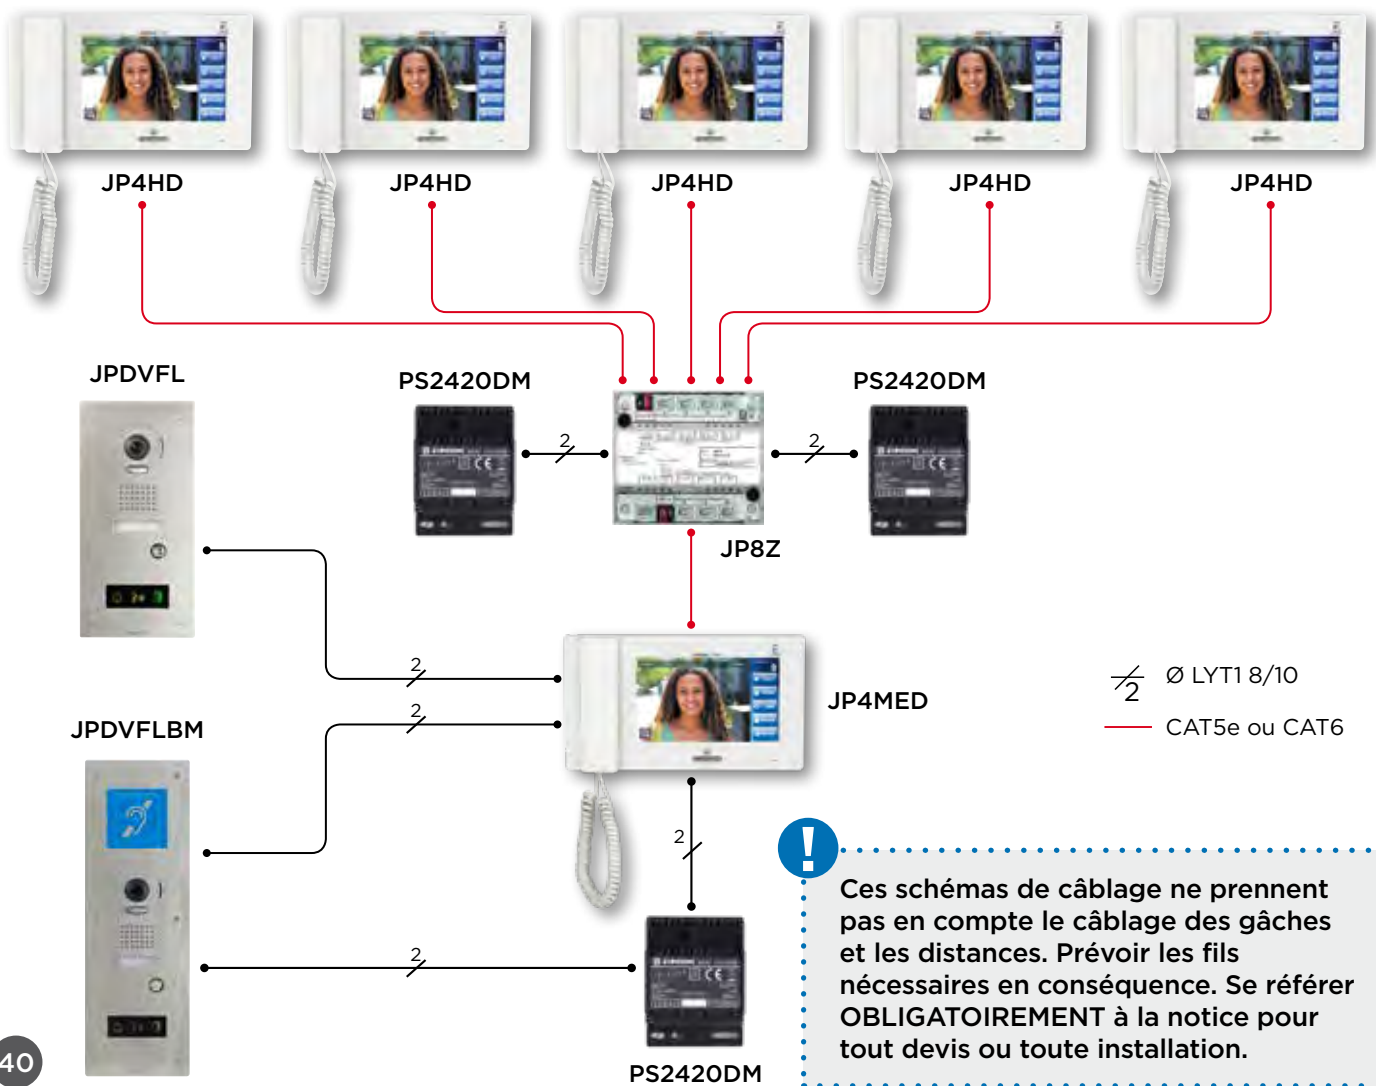 JP4HD
JP4HD
JP4HD
JP4HD
JP4HD
JPDVFL
PS2420DM
PS2420DM
2
2
JP8Z
2
2
JP4MED
2
Ø LYT1 8/10
CAT5e ou CAT6
JPDVFLBM
2
2
!
Ces schémas de câblage ne prennent
pas en compte le câblage des gâches
et les distances. Prévoir les fils
nécessaires en conséquence. Se référer
OBLIGATOIREMENT à la notice pour
tout devis ou toute installation.
40
PS2420DM